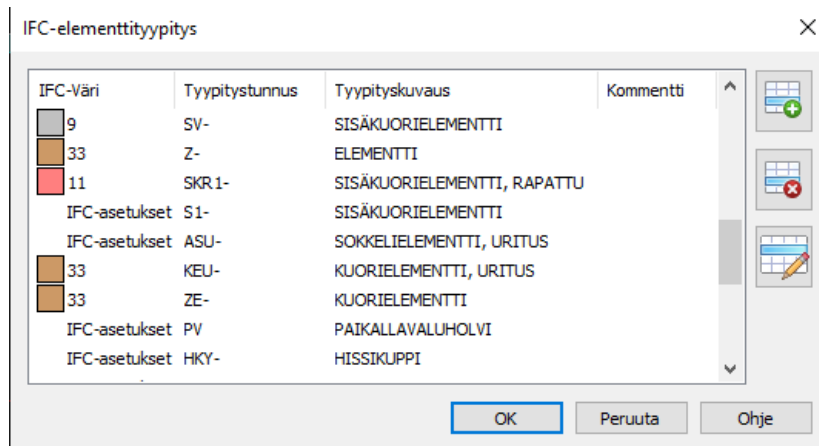 IFC-elementtityypitys
IFC-Väri Tyypitystunnus Tyypityskuvaus Kommentti
9 SV- SISÄKUORIELEMENTTI
33 Z- ELEMENTTI
11 SKR1- SISÄKUORIELEMENTTI, RAPATTU
IFC-asetukset S1- SISÄKUORIELEMENTTI
IFC-asetukset ASU- SOKKELIELEMENTTI, URITUS
33 KEU- KUORIELEMENTTI, URITUS
33 ZE- KUORIELEMENTTI
IFC-asetukset PV PAIKALLAVALUHOLVI
IFC-asetukset HKY- HISSIKUPPI
OK Peruuta Ohje